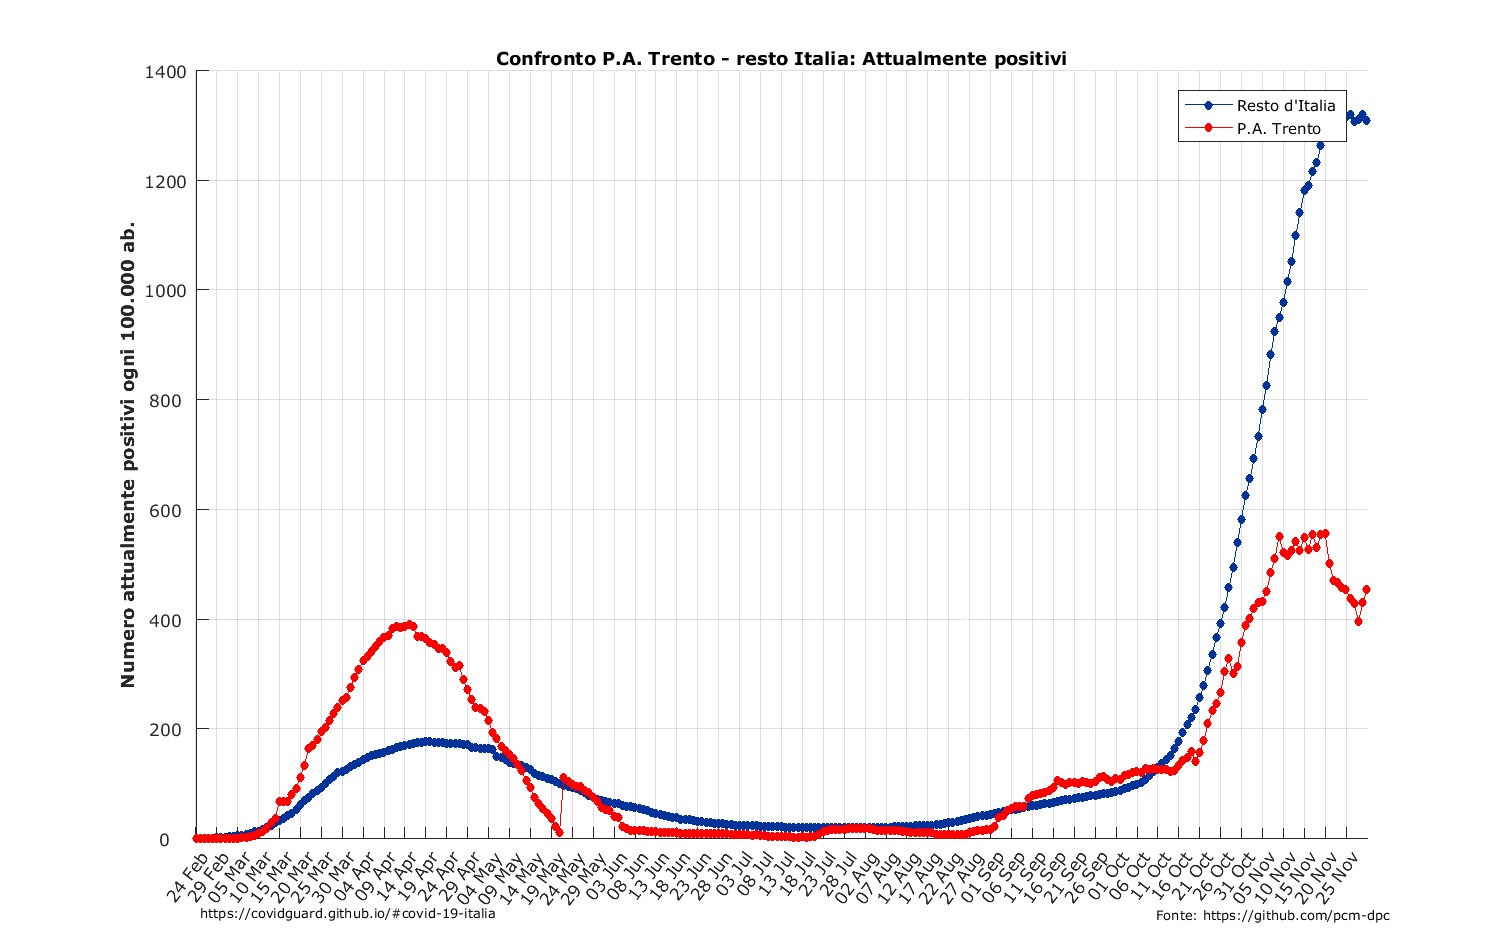 Confronto P.A. Trento - resto Italia: Attualmente positivi
Numero attualmente positivi ogni 100.000 ab.
1400
1200
1000
800
600
400
200
0
Resto d'Italia
P.A. Trento
24 Feb
29 Feb
05 Mar
10 Mar
15 Mar
20 Mar
25 Mar
30 Mar
04 Apr
09 Apr
14 Apr
19 Apr
24 Apr
29 Apr
04 May
09 May
14 May
19 May
24 May
29 May
03 Jun
08 Jun
13 Jun
18 Jun
23 Jun
28 Jun
03 Jul
08 Jul
13 Jul
18 Jul
23 Jul
28 Jul
02 Aug
07 Aug
12 Aug
17 Aug
22 Aug
27 Aug
01 Sep
06 Sep
11 Sep
16 Sep
21 Sep
26 Sep
01 Oct
06 Oct
11 Oct
16 Oct
21 Oct
26 Oct
31 Oct
05 Nov
10 Nov
15 Nov
20 Nov
25 Nov
https://covidguard.github.io/#covid-19-italia
Fonte: https://github.com/pcm-dpc